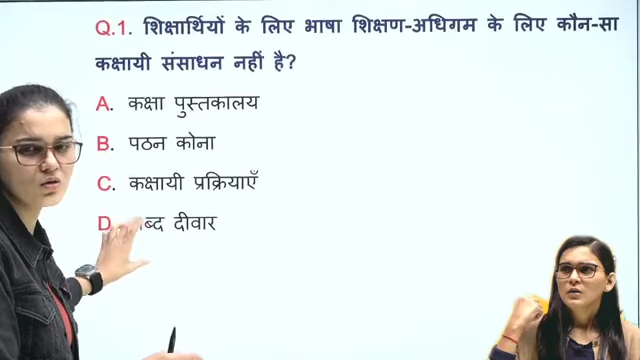 Q.1. शिक्षार्थियों के लिए भाषा शिक्षण-अधिगम के लिए कौन-सा
कक्षायी संसाधन नहीं है?
A. कक्षा पुस्तकालय
B. पठन कोना
C. कक्षायी प्रक्रियाएँ
D दीवार